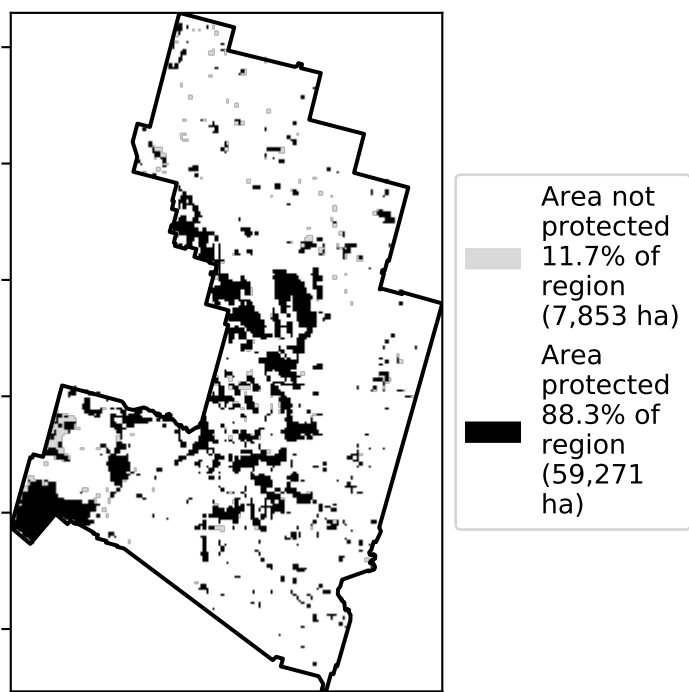 Area not
protected
11.7% of
region
(7,853 ha)
Area
protected
88.3% of
region
(59,271
ha)